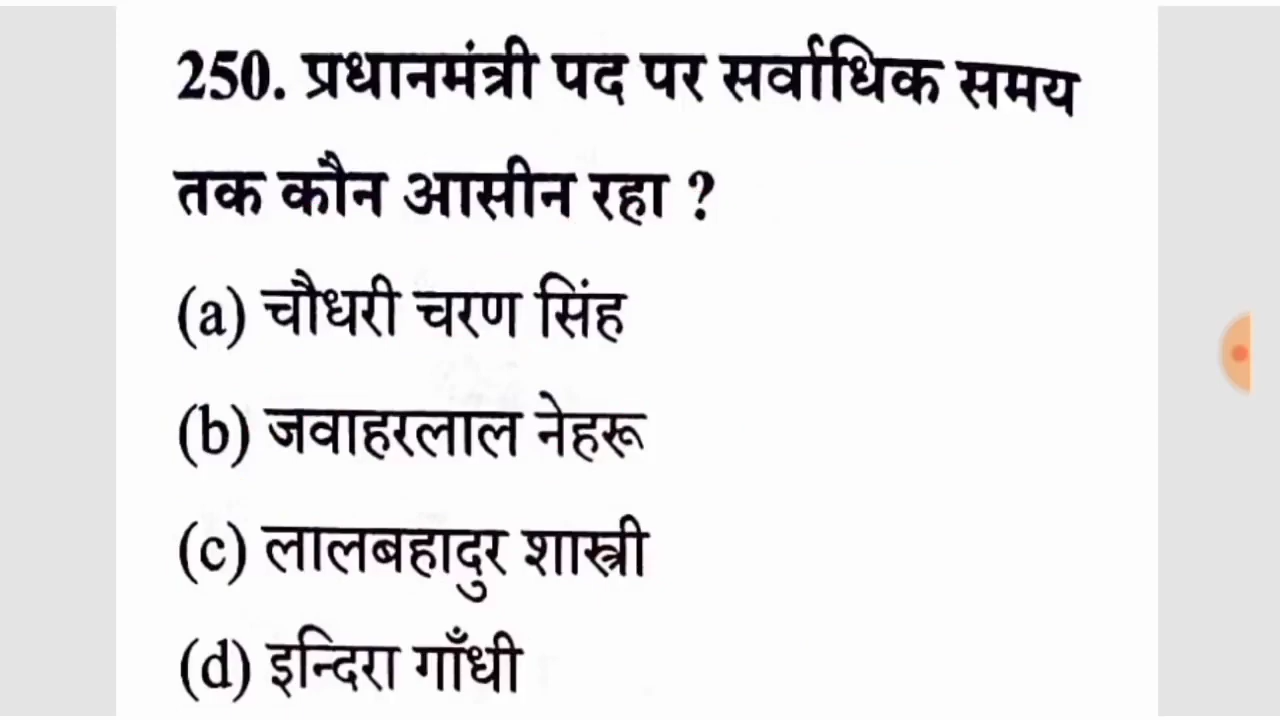 250. प्रधानमंत्री पद पर सर्वाधिक समय
तक कौन आसीन रहा ?
(a) चौधरी चरण सिंह
(b) जवाहरलाल नेहरू
(c) लालबहादुर शास्त्री
(d) इन्दिरा गाँधी